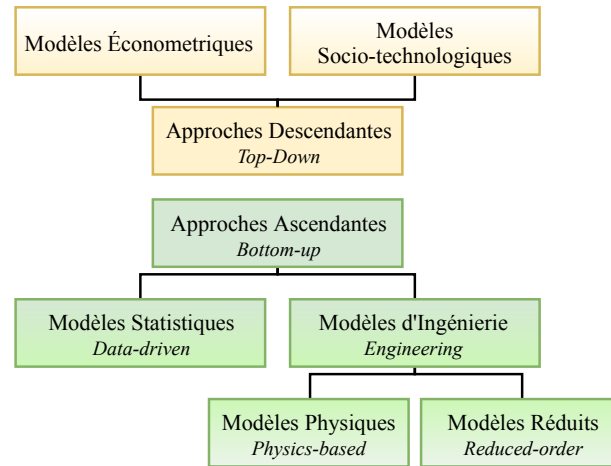 Modèles Économetriques
Modèles
Socio-technologiques
Approches Descendantes
Top-Down
Approches Ascendantes
Bottom-up
Modèles Statistiques
Data-driven
Modèles d'Ingénierie
Engineering
Modèles Physiques
Physics-based
Modèles Réduits
Reduced-order